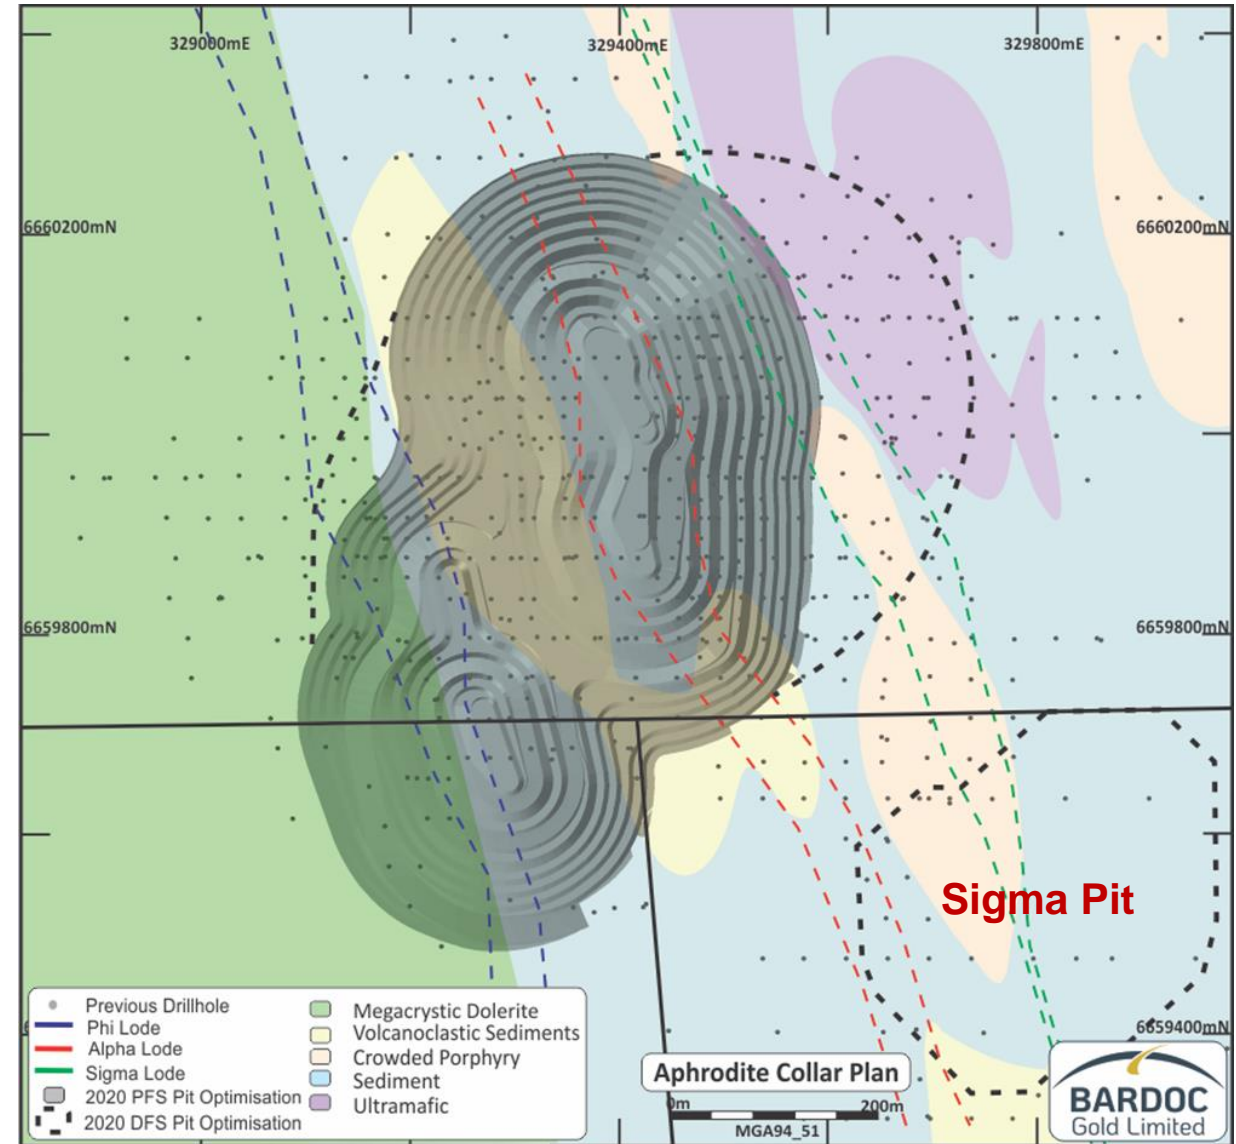 329000mE
329400mE
329800mE
6660200mN
6660200mN
6659800mN
6659800mN
Sigma Pit
Previous Drillhole
Phi Lode
Alpha Lode
Sigma Lode
2020 PFS Pit Optimisation
2020 DFS Pit Optimisation
Megacrystic Dolerite
Volcanoclastic Sediments
Crowded Porphyry
Sediment
Ultramafic
6659400mN
Aphrodite Collar Plan
0m
200m
MGA94_51
BARDOC
Gold Limited